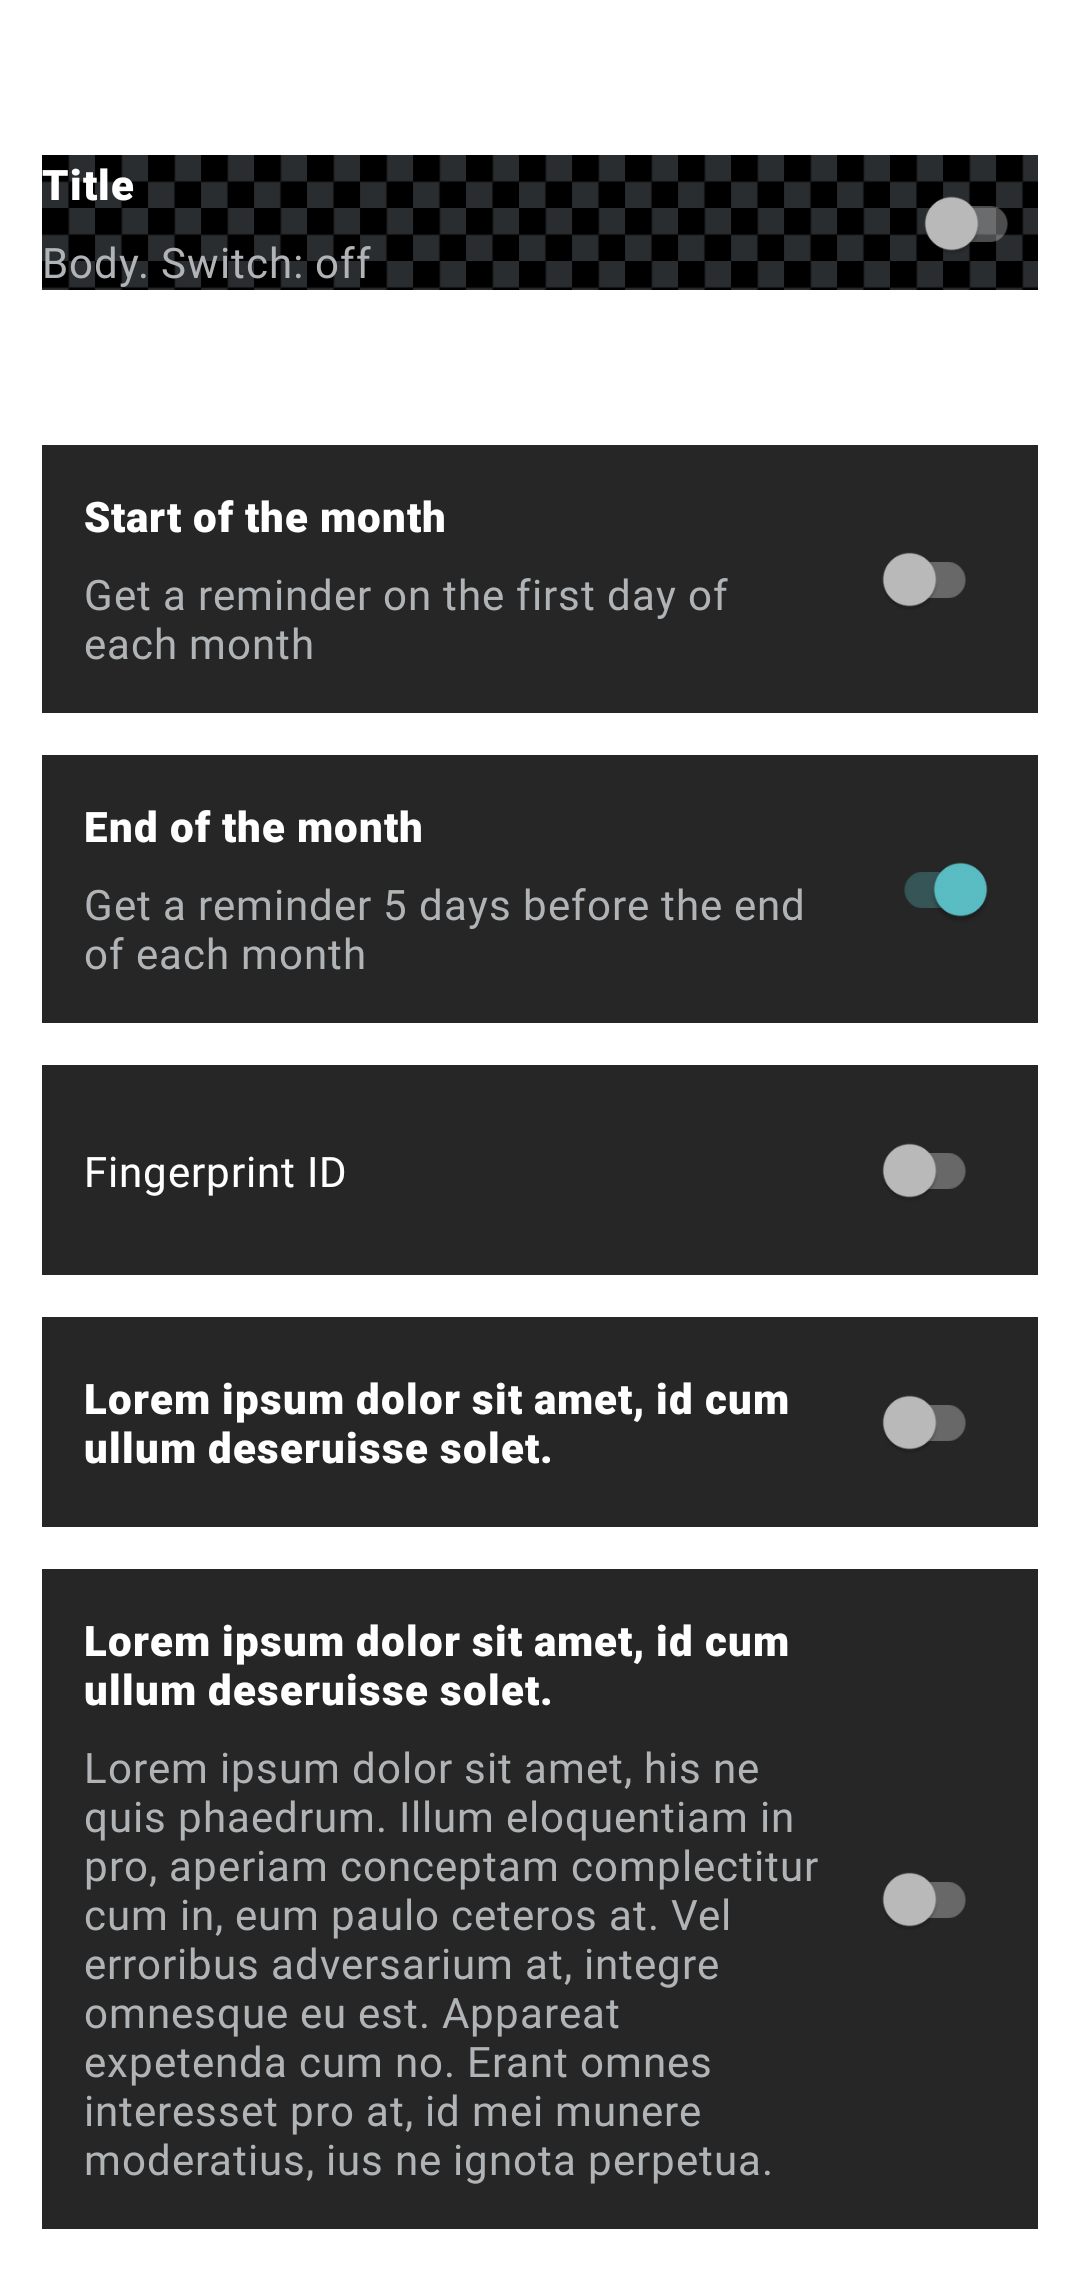 Title
Body. Switch: off
Start of the month
Get a reminder on the first day of
each month
End of the month
Get a reminder 5 days before the end
of each month
Fingerprint ID
Lorem ipsum dolor sit amet, id cum
ullum deseruisse solet.
Lorem ipsum dolor sit amet, id cum
ullum deseruisse solet.
Lorem ipsum dolor sit amet, his ne
quis phaedrum. Illum eloquentiam in
pro, aperiam conceptam complectitur
cum in, eum paulo ceteros at. Vel
erroribus adversarium at, integre
omnesque eu est. Appareat
expetenda cum no. Erant omnes
interesset pro at, id mei munere
moderatius, ius ne ignota perpetua.